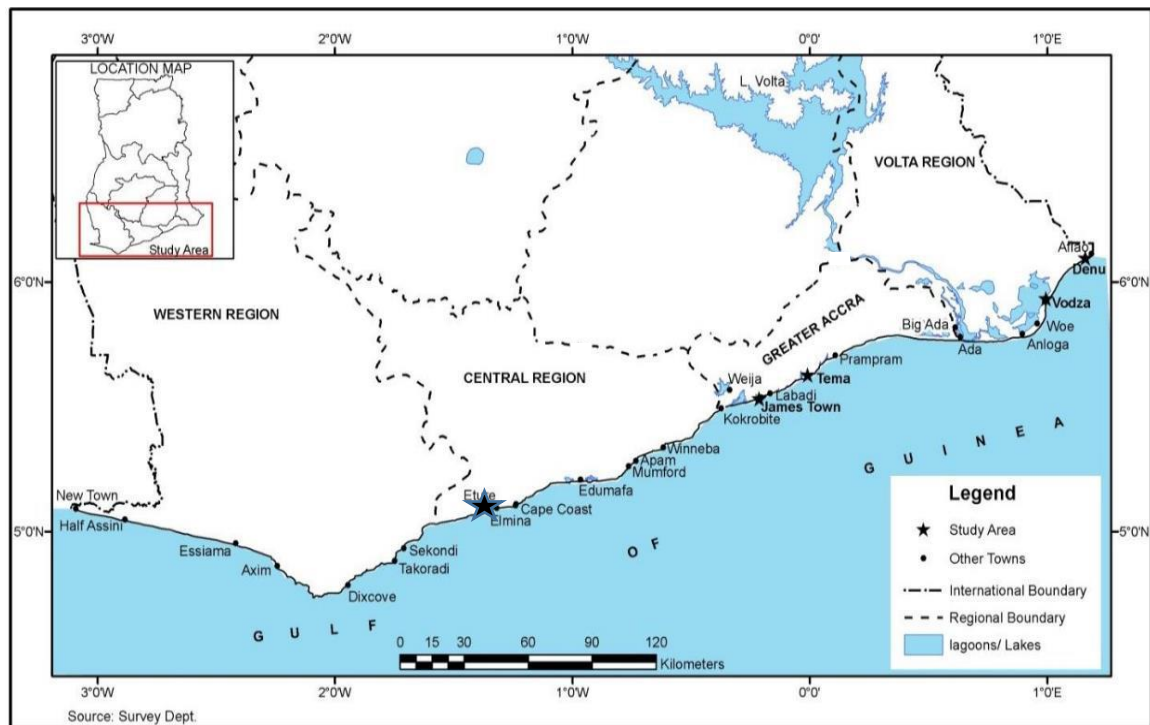 3°0'W 2°0'W 1°0'W 0°0' 1°0'E
LOCATION MAP
Study Area
L. Volta
VOLTA REGION
Aflao
Denu
6°0'N 6°0'N
Vodza
WESTERN REGION
GREATER ACCRA
Big Ada
Woe
Ada
Anloga
Prampram
CENTRAL REGION
Weija
Tema
Labadi
James Town
Kokrobite
Winneba
Apam
Mumford
Edumafa
New Town
Cape Coast
Elmina
Half Assini
5°0'N 5°0'N
Essiama
Sekondi
Axim
Takoradi
Dixcove
GULF OF GUINEA
Legend
Study Area
Other Towns
International Boundary
Regional Boundary
lagoons/ Lakes
0 15 30 60 90 120
Kilometers
3°0'W 2°0'W 1°0'W 0°0' 1°0'E
Source: Survey Dept.